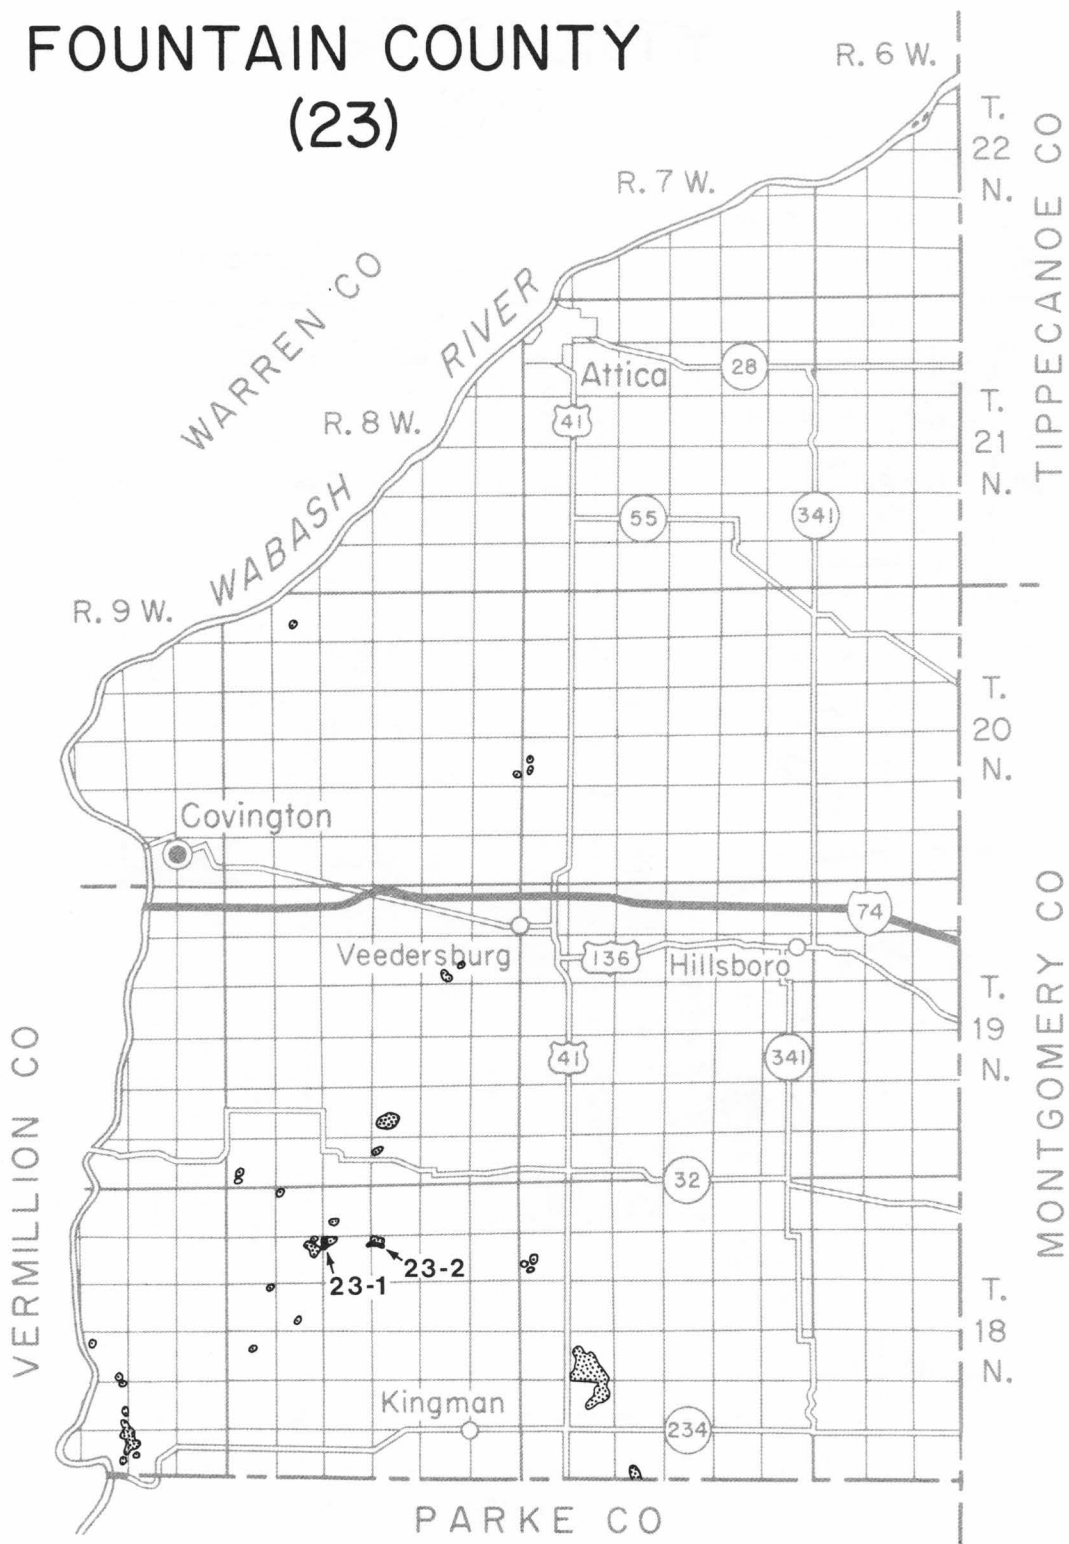 FOUNTAIN COUNTY
(23)
R. 6 W.
T.
22
N.
TIPPECANOE CO
R. 7 W.
WARREN CO
WABASH RIVER
Attica
28
41
R. 8 W.
T.
21
N.
55
341
R. 9 W.
T.
20
N.
Covington
74
Veedersburg
136
Hillsboro
T.
19
N.
MONTGOMERY CO
VERMILLION CO
41
341
32
23-1
23-2
T.
18
N.
Kingman
234
PARKE CO